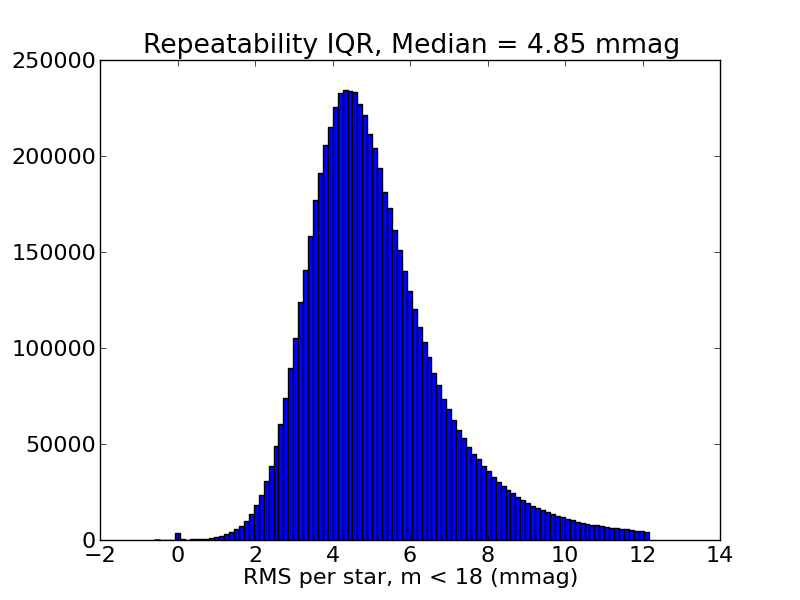 Repeatability IQR, Median = 4.85 mmag
250000
200000
150000
100000
50000
0
−2 0 2 4 6 8 10 12 14
RMS per star, m < 18 (mmag)